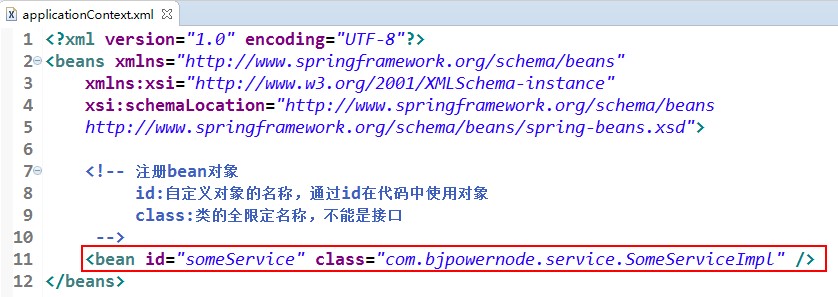 applicationContext.xml
1 <?xml version="1.0" encoding="UTF-8"?>
2 <beans xmlns="http://www.springframework.org/schema/beans"
3 xmlns:xsi="http://www.w3.org/2001/XMLSchema-instance"
4 xsi:schemaLocation="http://www.springframework.org/schema/beans
5 http://www.springframework.org/schema/beans/spring-beans.xsd">
6
7 <!-- 注册bean对象
8 id:自定义对象的名称，通过id在代码中使用对象
9 class:类的全限定名称，不能是接口
10 -->
11 <bean id="someService" class="com.bjpowernode.service.SomeServiceImpl" />
12 </beans>